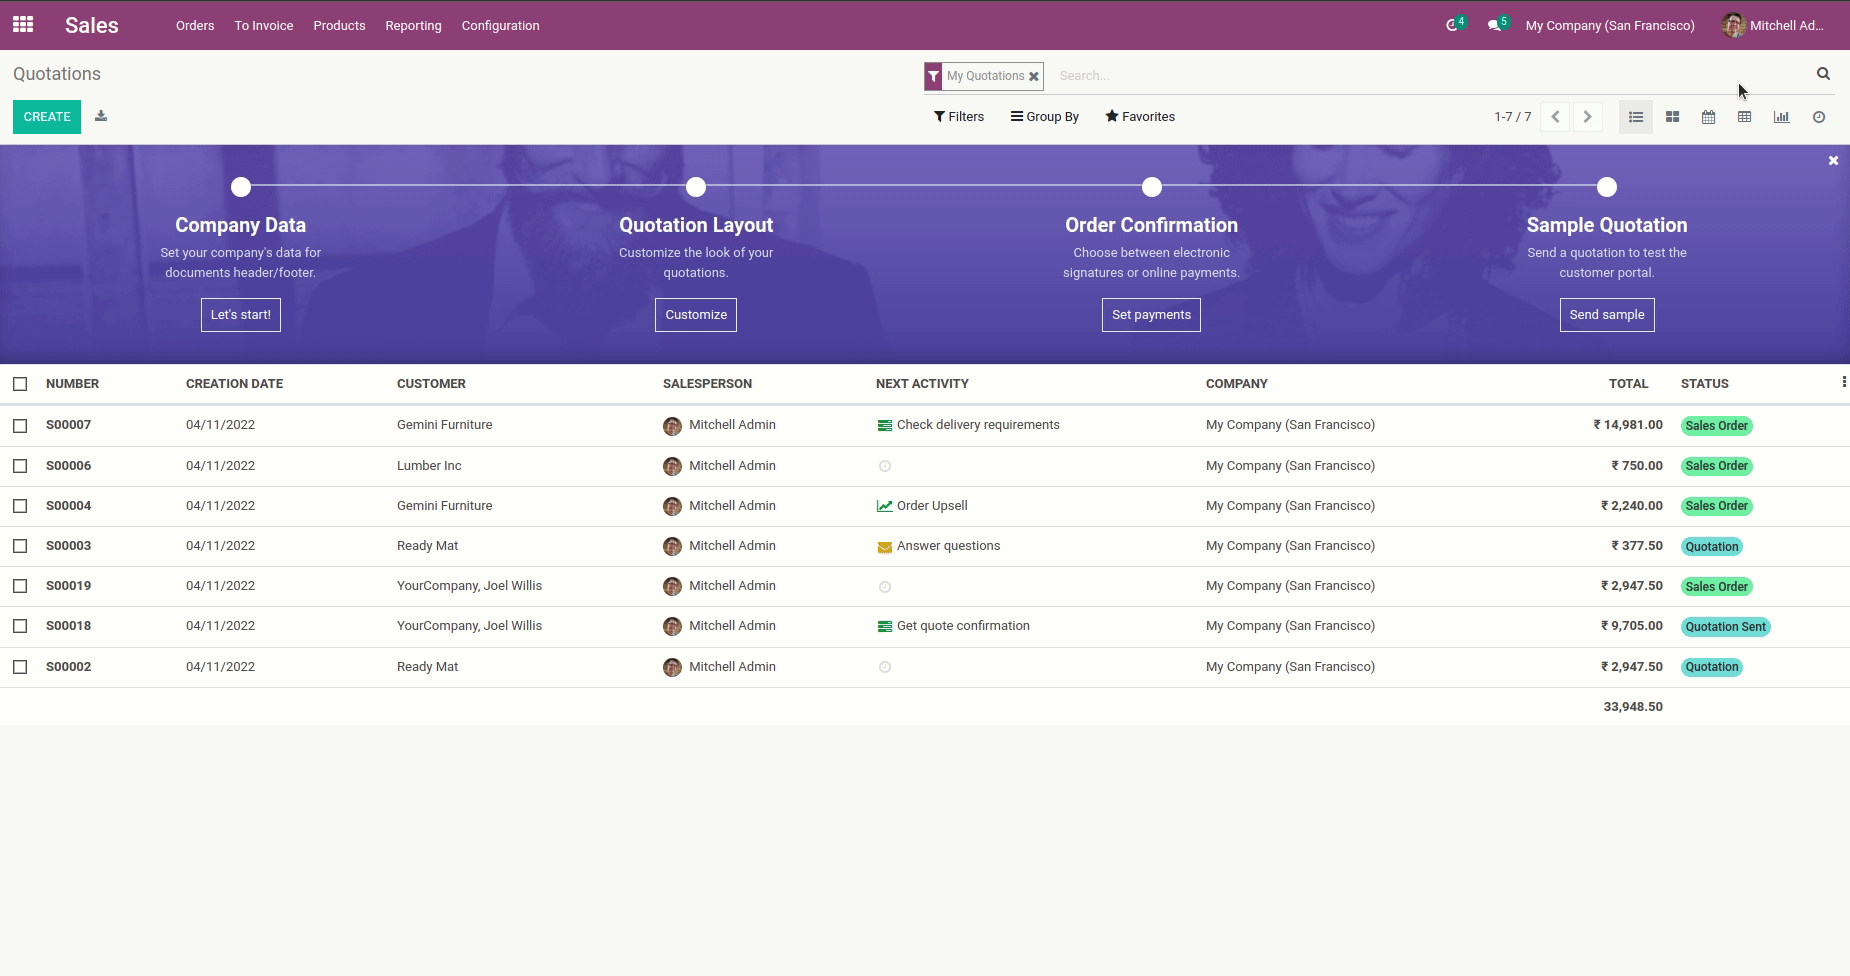 Sales Orders To Invoice Products Reporting Configuration 4 5 My Company (San Francisco) Mitchell Ad...
Quotations My Quotations Search...
CREATE Filters Group By Favorites 1-7 / 7
Company Data
Set your company's data for
documents header/footer.
Let's start!
Quotation Layout
Customize the look of your
quotations.
Customize
Order Confirmation
Choose between electronic
signatures or online payments.
Set payments
Sample Quotation
Send a quotation to test the
customer portal.
Send sample
NUMBER CREATION DATE CUSTOMER SALESPERSON NEXT ACTIVITY COMPANY TOTAL STATUS
S00007 04/11/2022 Gemini Furniture Mitchell Admin Check delivery requirements My Company (San Francisco) ₹ 14,981.00 Sales Order
S00006 04/11/2022 Lumber Inc Mitchell Admin My Company (San Francisco) ₹ 750.00 Sales Order
S00004 04/11/2022 Gemini Furniture Mitchell Admin Order Upsell My Company (San Francisco) ₹ 2,240.00 Sales Order
S00003 04/11/2022 Ready Mat Mitchell Admin Answer questions My Company (San Francisco) ₹ 377.50 Quotation
S00019 04/11/2022 YourCompany, Joel Willis Mitchell Admin My Company (San Francisco) ₹ 2,947.50 Sales Order
S00018 04/11/2022 YourCompany, Joel Willis Mitchell Admin Get quote confirmation My Company (San Francisco) ₹ 9,705.00 Quotation Sent
S00002 04/11/2022 Ready Mat Mitchell Admin My Company (San Francisco) ₹ 2,947.50 Quotation
33,948.50